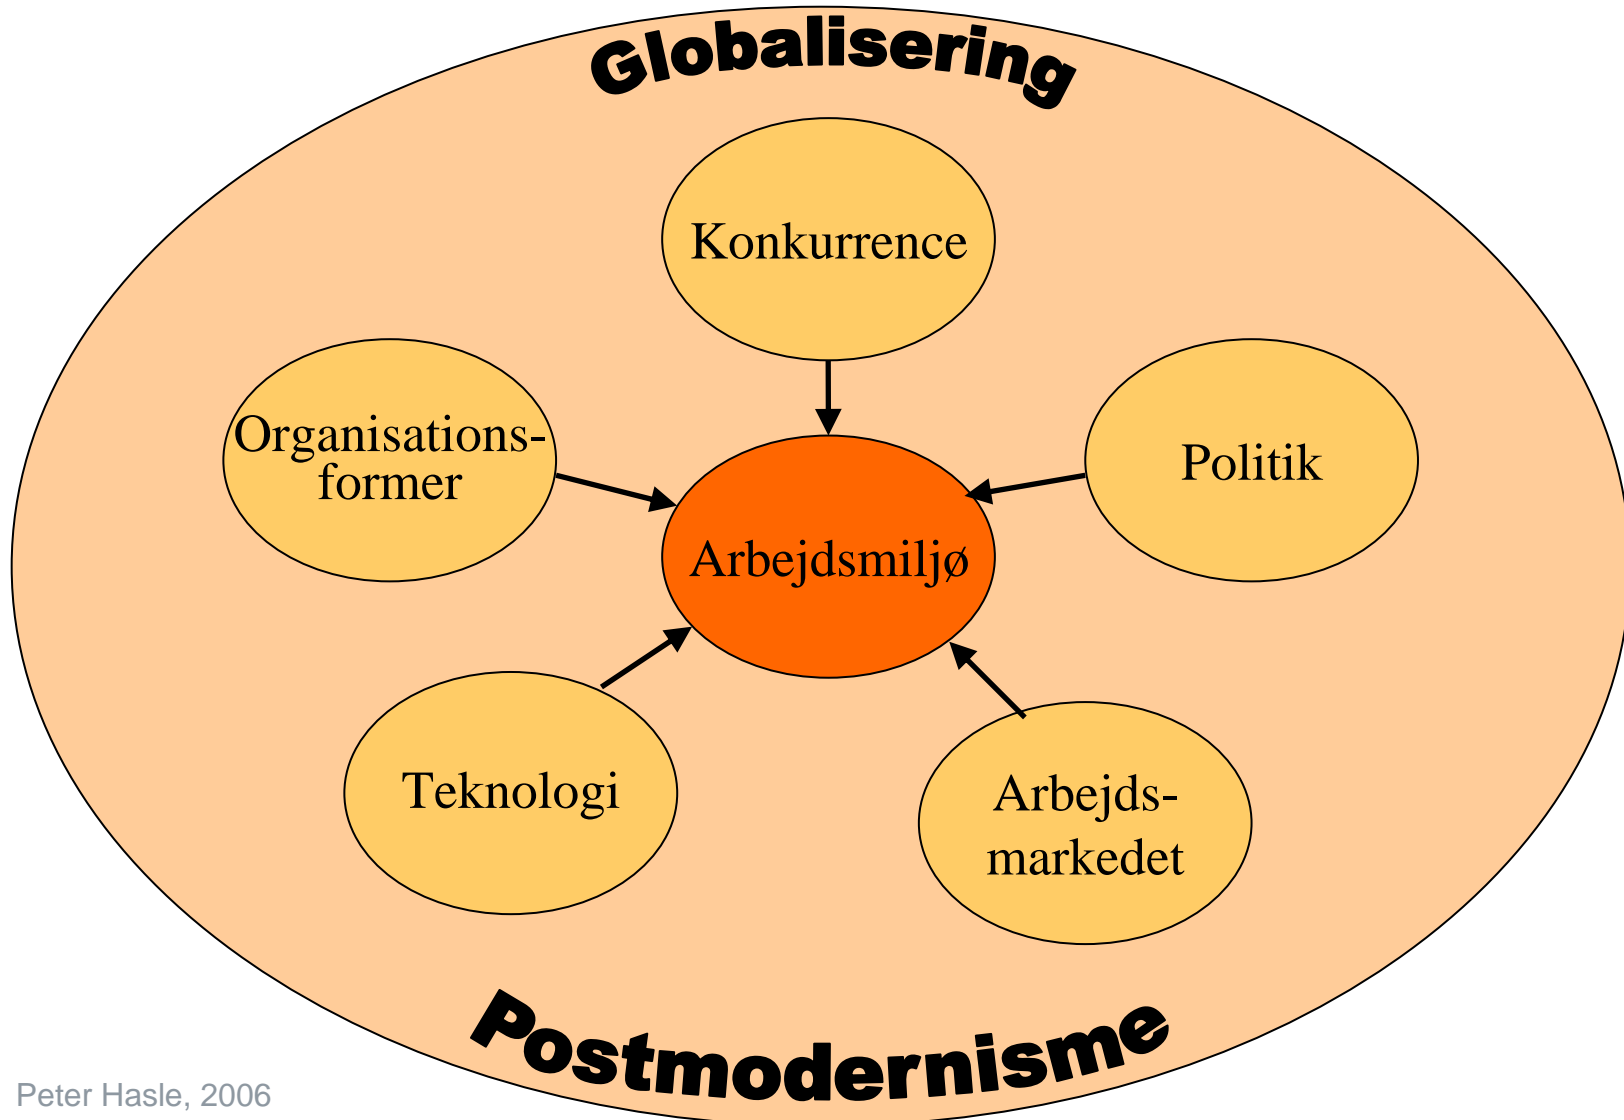 Globalisering
Konkurrence
Organisations-
former
Politik
Arbejdsmiljø
Teknologi
Arbejds-
markedet
Postmodernisme
Peter Hasle, 2006